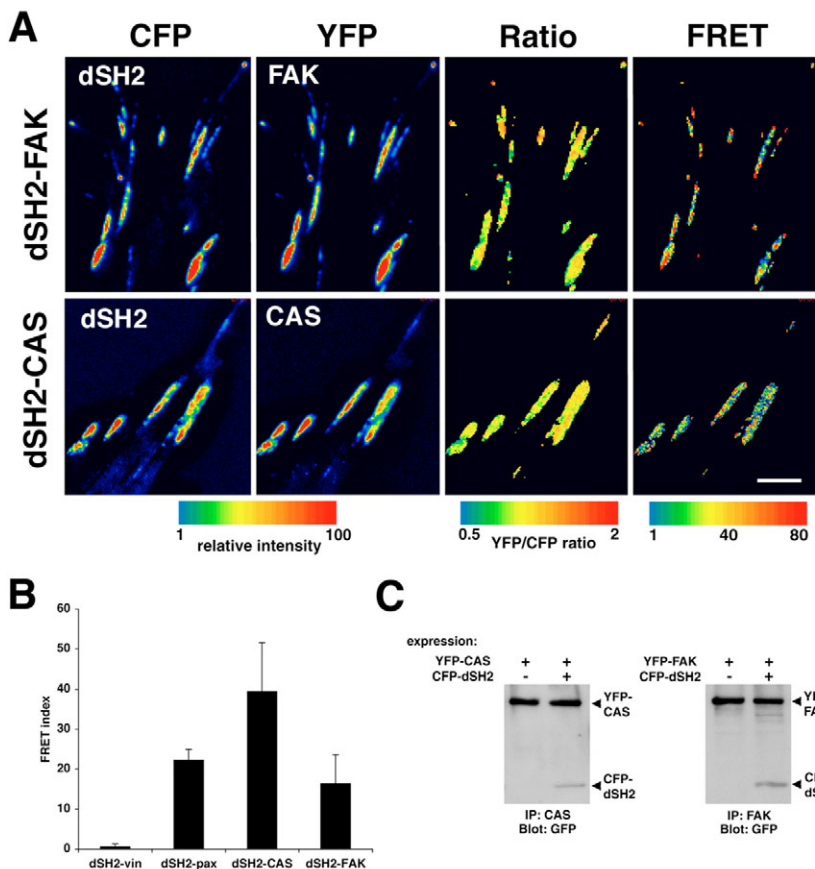 A
CFP YFP Ratio FRET
dSH2-FAK
dSH2 FAK
dSH2-CAS
dSH2 CAS
1 100
relative intensity
0.5 2
YFP/CFP ratio
1 40 80
B
FRET index
60
50
40
30
20
10
0
dSH2-vin dSH2-pax dSH2-CAS dSH2-FAK
C
expression:
YFP-CAS + +
CFP-dSH2 - +
YFP-
CAS
CFP-
dSH2
IP: CAS
Blot: GFP
YFP-FAK + +
CFP-dSH2 - +
IP: FAK
Blot: GFP